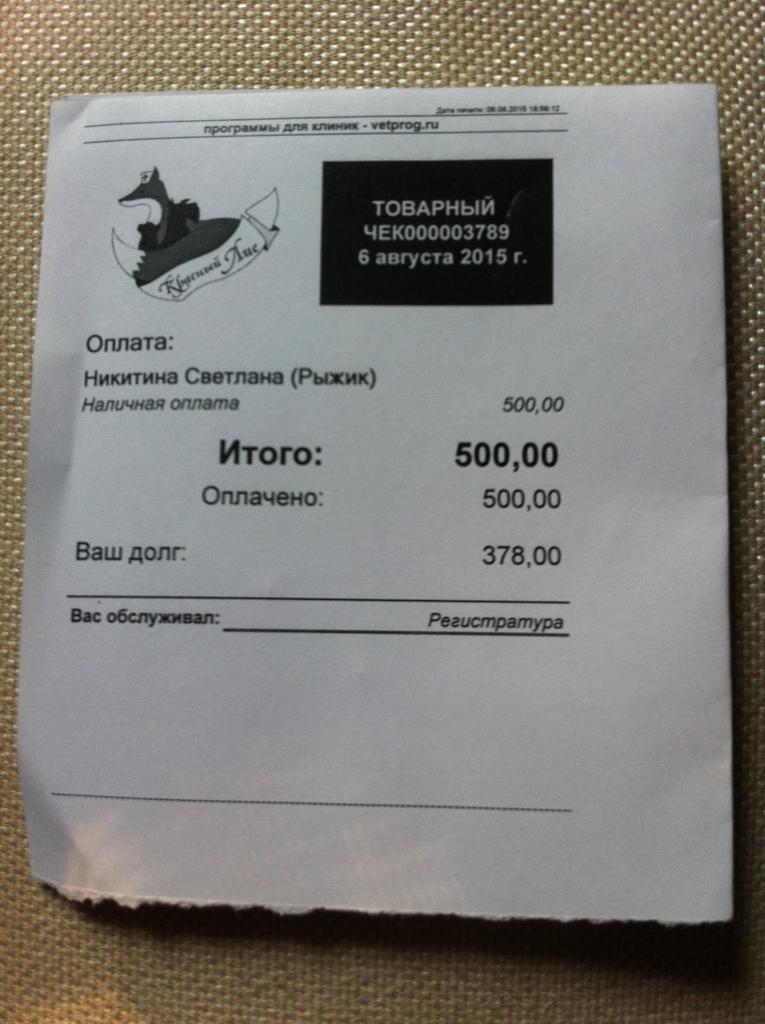 Дата печати: 06.08.2015 18:56:12
программы для клиник - vetprog.ru
Красный Лис
ТОВАРНЫЙ
ЧЕК000003789
6 августа 2015 г.
Оплата:
Никитина Светлана (Рыжик)
Наличная оплата 500,00
Итого: 500,00
Оплачено: 500,00
Ваш долг: 378,00
Вас обслуживал: Регистратура